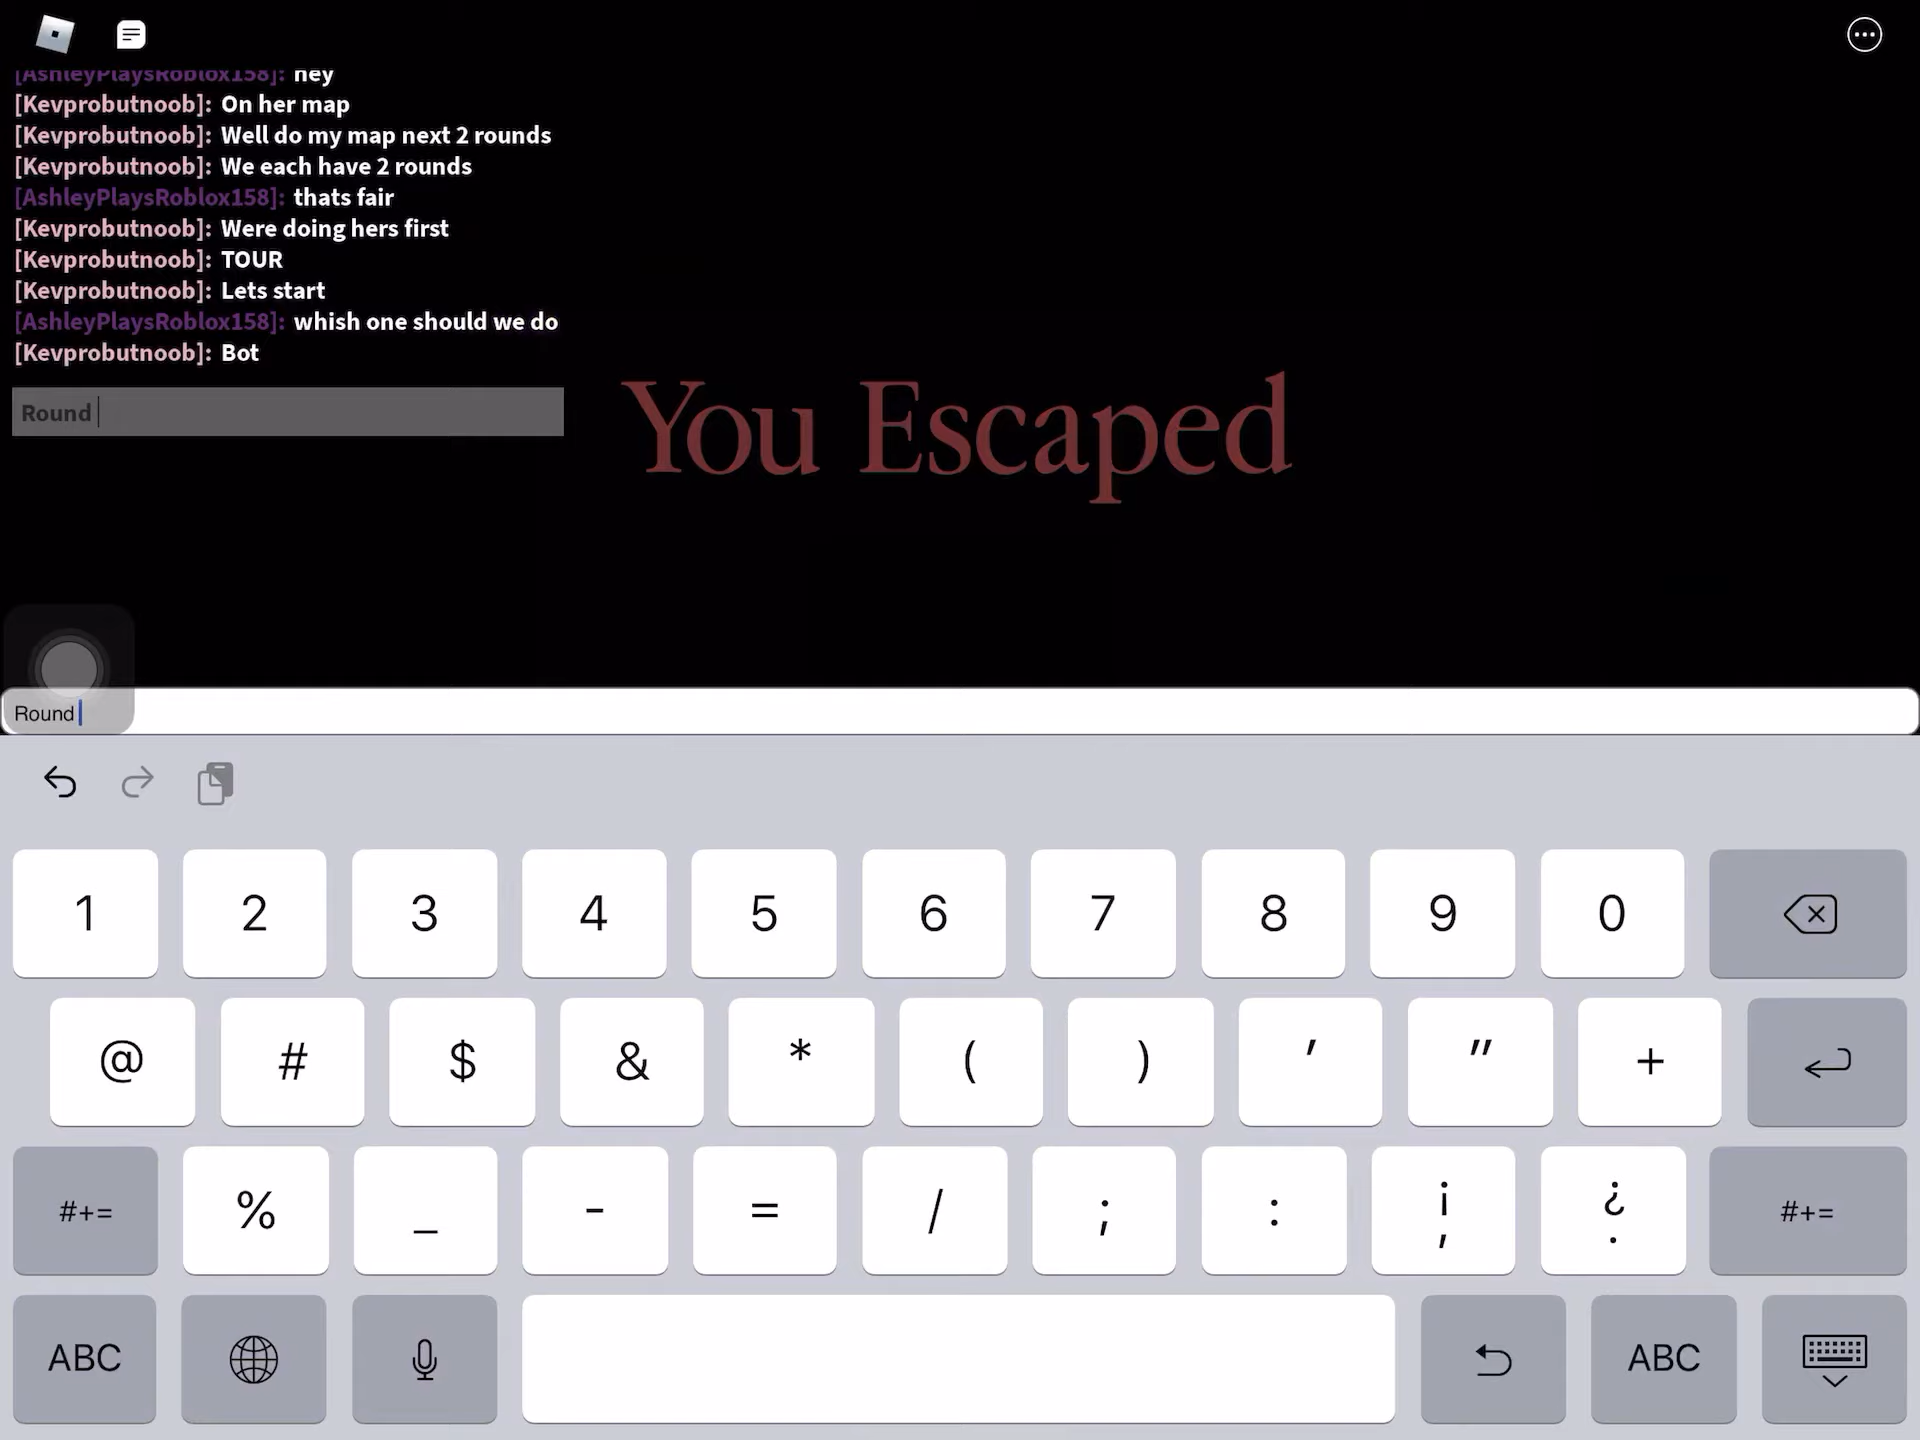 [AshleyPlaysRoblox158]: hey
[Kevprobutnoob]: On her map
[Kevprobutnoob]: Well do my map next 2 rounds
[Kevprobutnoob]: We each have 2 rounds
[AshleyPlaysRoblox158]: thats fair
[Kevprobutnoob]: Were doing hers first
[Kevprobutnoob]: TOUR
[Kevprobutnoob]: Lets start
[AshleyPlaysRoblox158]: whish one should we do
[Kevprobutnoob]: Bot
Round
You Escaped
Round
1 2 3 4 5 6 7 8 9 0
@ # $ & * ( ) ' " +
#+= % _ - = / ; : ¡ , ¿ . #+=
ABC ABC